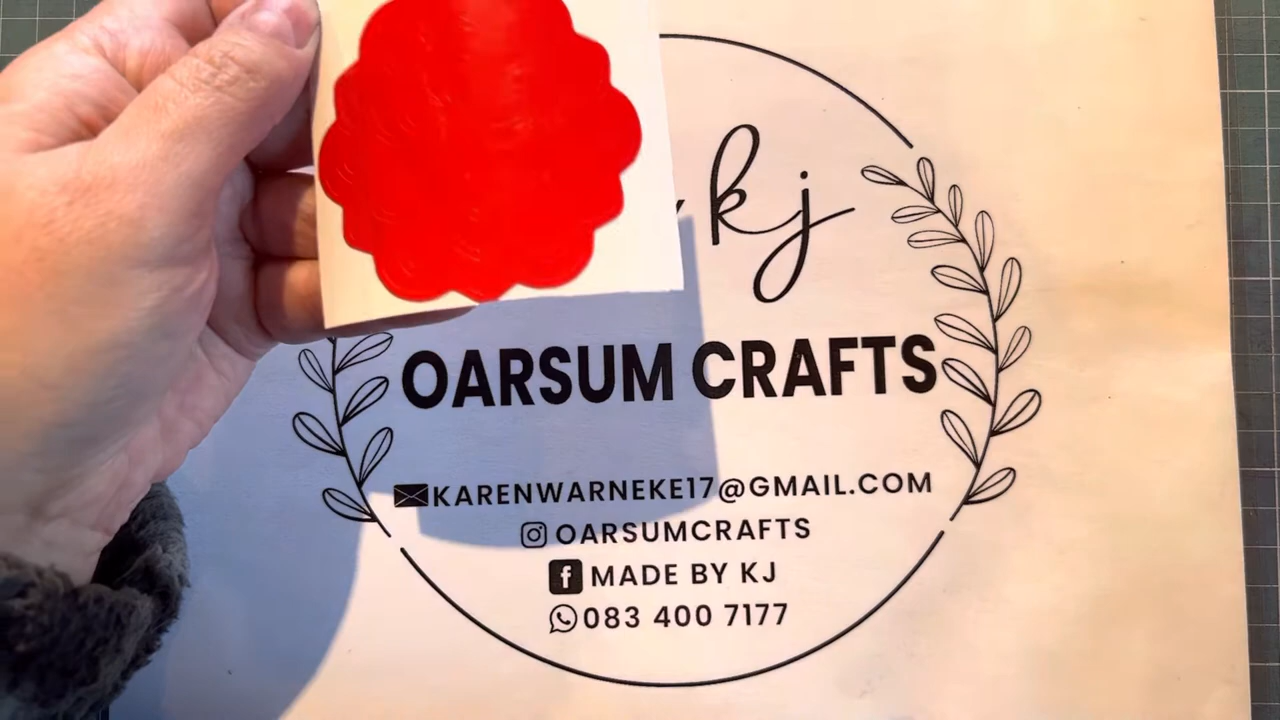 kj
OARSUM CRAFTS
KARENWARNEKE17@GMAIL.COM
OARSUMCRAFTS
MADE BY KJ
083 400 7177